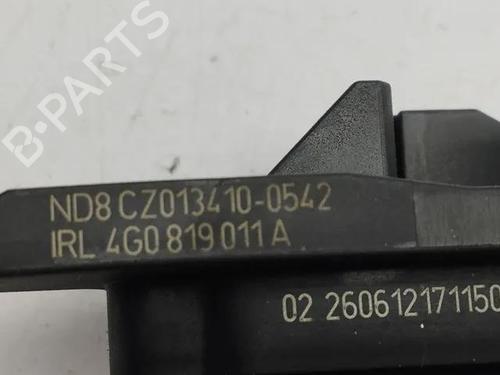 B-PARTS
ND8 CZ013410-0542
IRL 4G0 819 011 A
02 260612171150